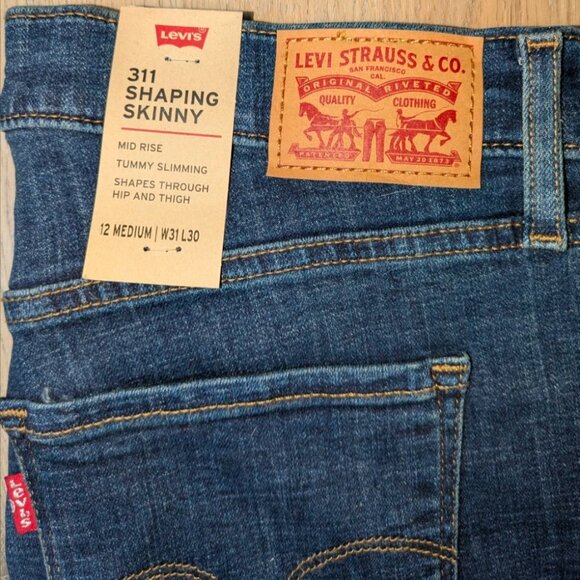 Levi's
311
SHAPING
SKINNY
MID RISE
TUMMY SLIMMING
SHAPES THROUGH
HIP AND THIGH
12 MEDIUM | W31 L30
LEVI STRAUSS & CO.
SAN FRANCISCO
CAL.
ORIGINAL RIVETED
QUALITY CLOTHING
PATENTED MAY 20 1873
Levi's